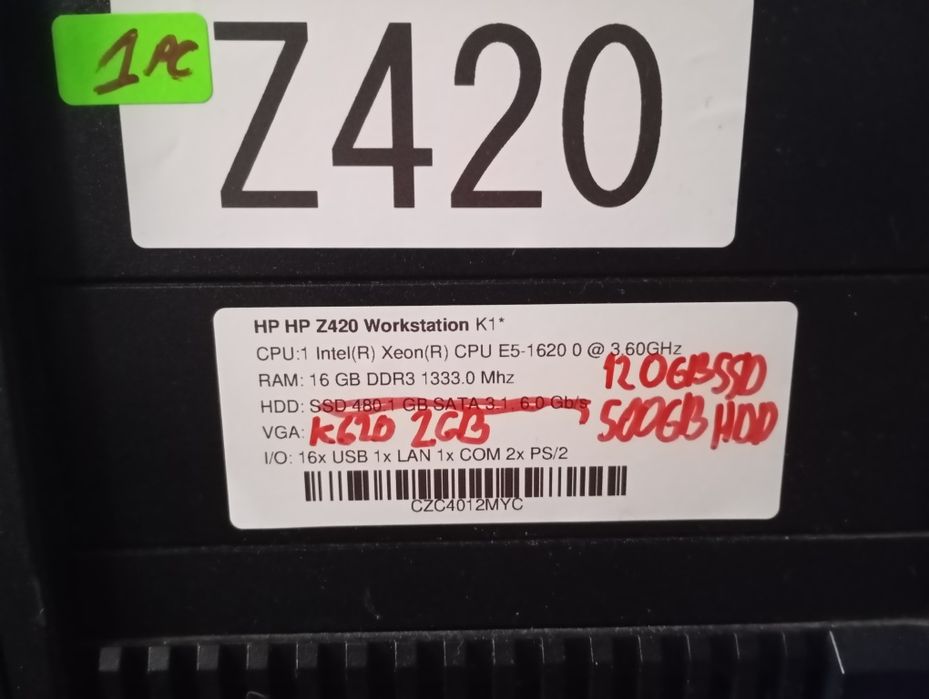 1 PC
Z420
HP HP Z420 Workstation K1*
CPU:1 Intel(R) Xeon(R) CPU E5-1620 0 @ 3.60GHz
RAM: 16 GB DDR3 1333.0 Mhz
120GB SSD
HDD: SSD 480.1 GB SATA 3.1, 6.0 Gb/s
500GB HDD
VGA: K620 2GB
I/O: 16x USB 1x LAN 1x COM 2x PS/2
CZC4012MYC